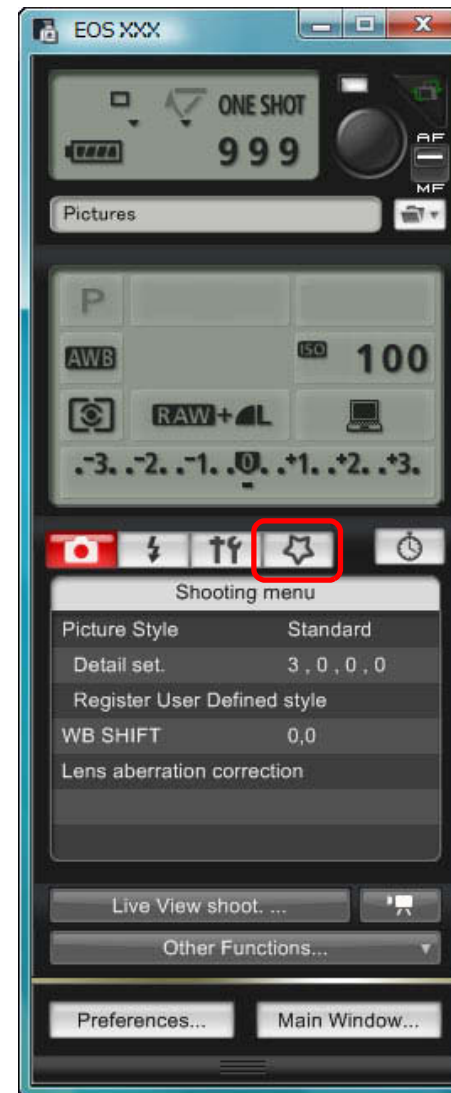 EOS XXX
ONE SHOT
999
AF
MF
Pictures
P
AWB
ISO 100
RAW+L
.-3. .-2. .-1. .0. .+1. .+2. .+3.
Shooting menu
Picture Style Standard
Detail set. 3 , 0 , 0 , 0
Register User Defined style
WB SHIFT 0,0
Lens aberration correction
Live View shoot. ...
Other Functions...
Preferences... Main Window...